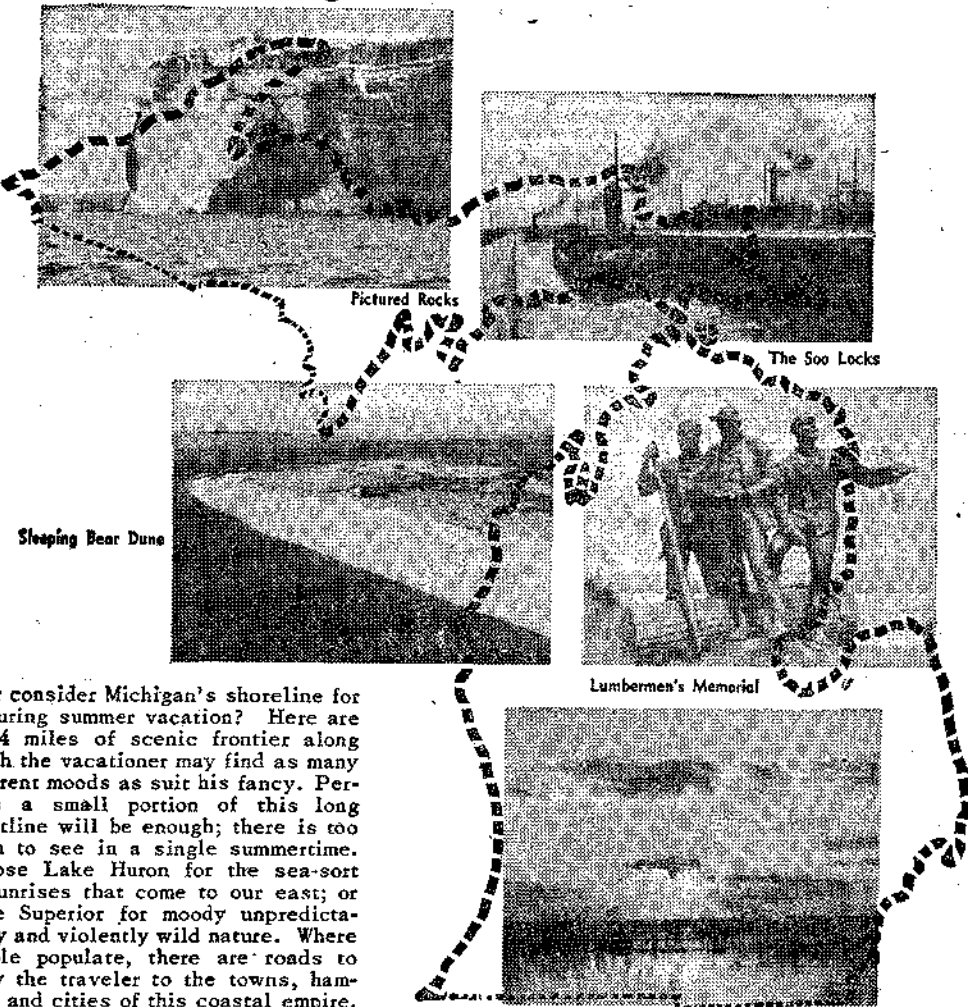 Pictured Rocks
The Soo Locks
Sleeping Bear Dune
Lumbermen's Memorial
consider Michigan's shoreline for
uring summer vacation? Here are
4 miles of scenic frontier along
h the vacationer may find as many
rent moods as suit his fancy. Per-
a small portion of this long
tline will be enough; there is too
to see in a single summertime.
ose Lake Huron for the sea-sort
unrises that come to our east; or
e Superior for moody unpredicta-
y and violently wild nature. Where
le populate, there are roads to
y the traveler to the towns, ham-
and cities of this coastal empire.